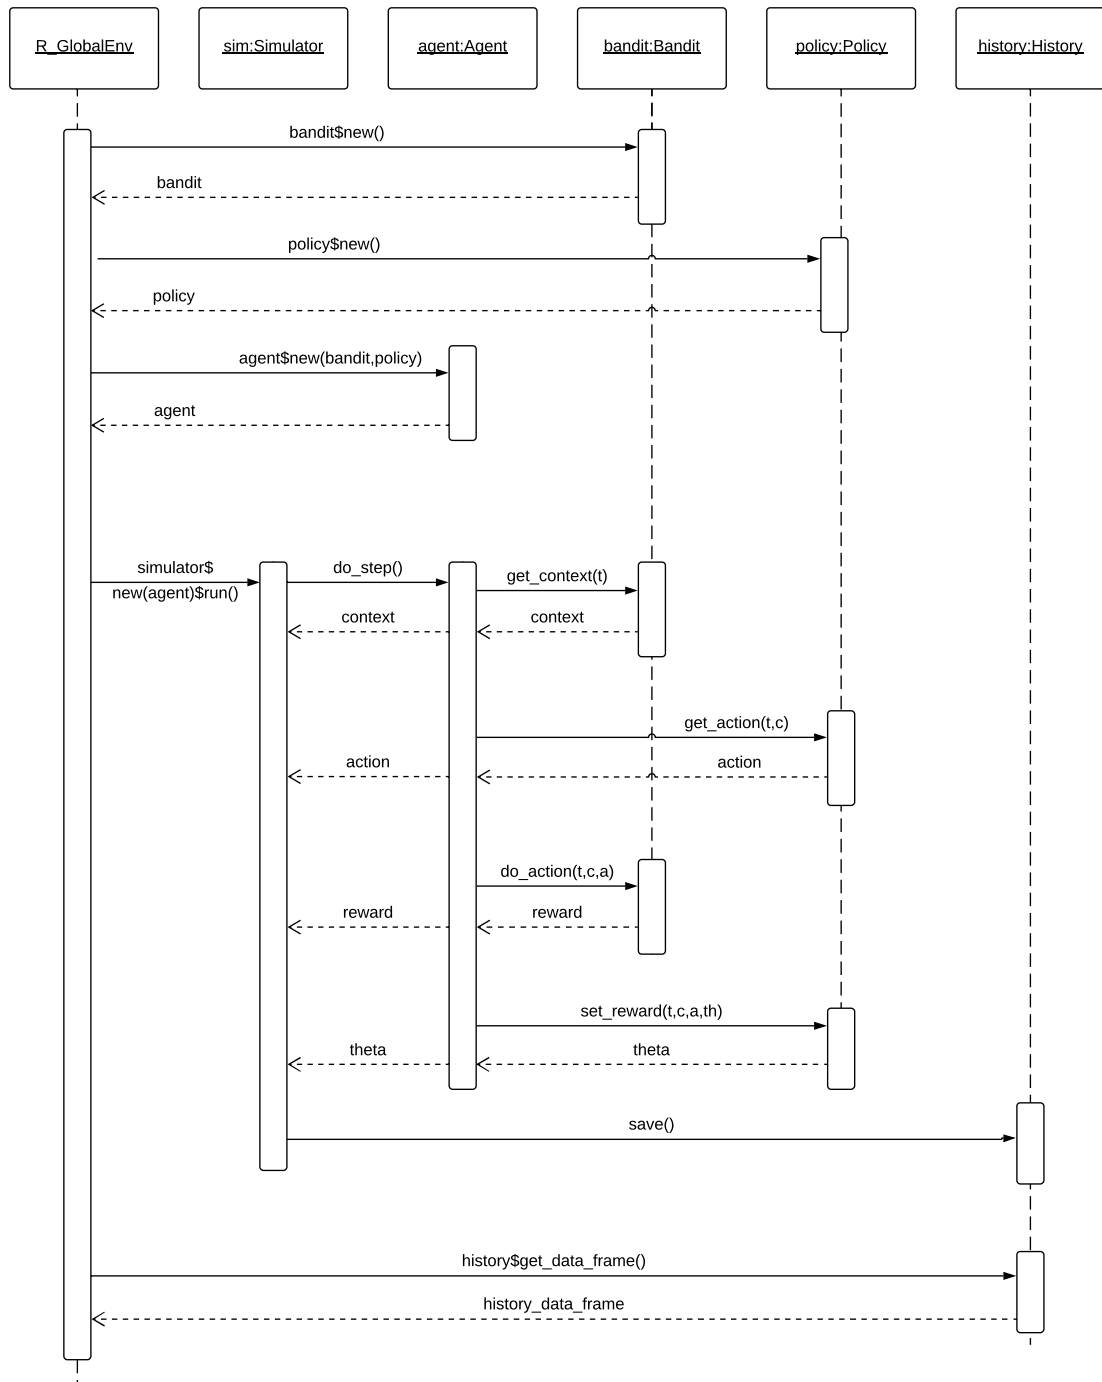 R_GlobalEnv
sim:Simulator
agent:Agent
bandit:Bandit
policy:Policy
history:History
bandit$new()
bandit
policy$new()
policy
agent$new(bandit,policy)
agent
simulator$
new(agent)$run()
do_step()
get_context(t)
context
context
get_action(t,c)
action
action
do_action(t,c,a)
reward
reward
set_reward(t,c,a,th)
theta
theta
save()
history$get_data_frame()
history_data_frame